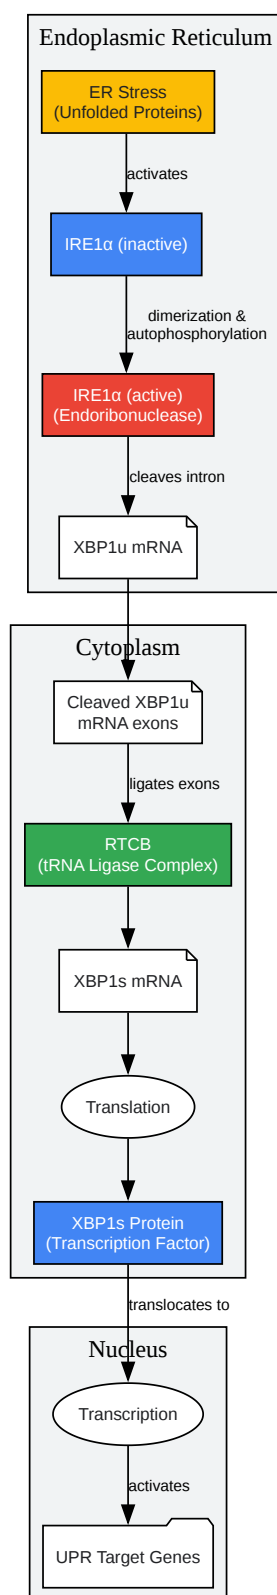 Endoplasmic Reticulum
ER Stress
(Unfolded Proteins)
activates
IRE1α (inactive)
dimerization &
autophosphorylation
IRE1α (active)
(Endoribonuclease)
cleaves intron
XBP1u mRNA
Cytoplasm
Cleaved XBP1u
mRNA exons
ligates exons
RTCB
(tRNA Ligase Complex)
XBP1s mRNA
Translation
XBP1s Protein
(Transcription Factor)
translocates to
Nucleus
Transcription
activates
UPR Target Genes